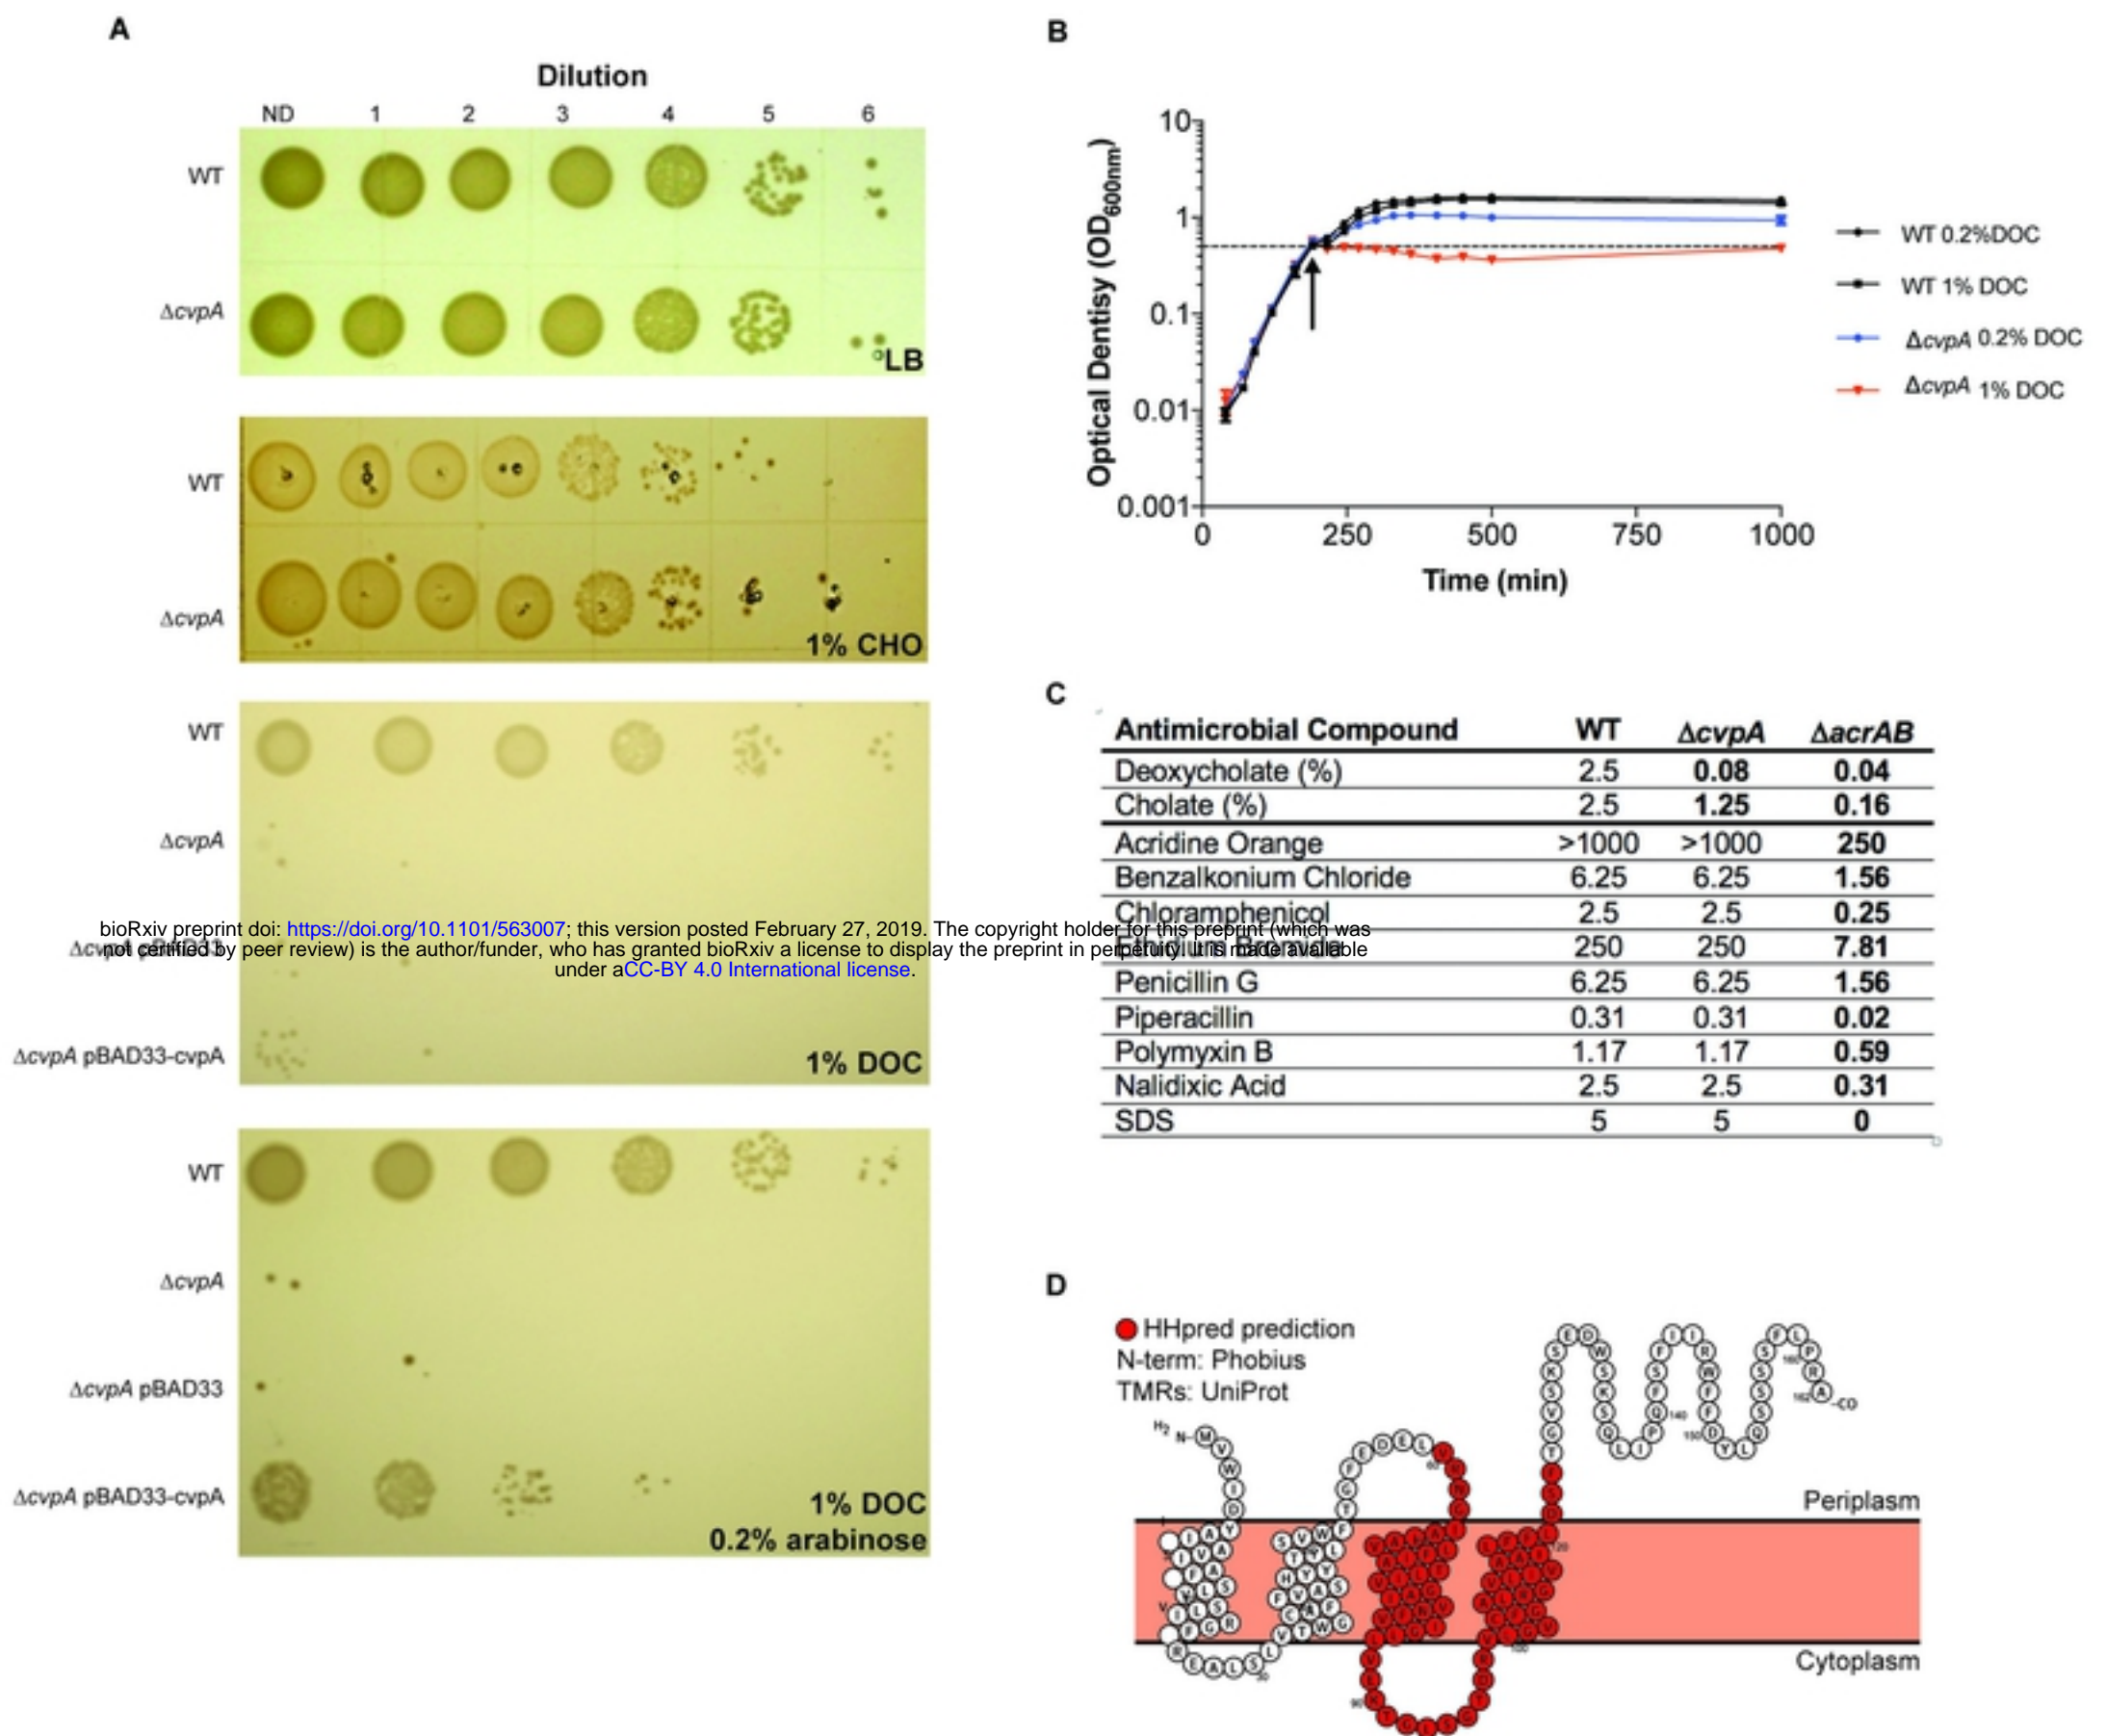 A
Dilution
ND 1 2 3 4 5 6
WT
ΔcvpA
LB
WT
ΔcvpA
1% CHO
WT
ΔcvpA
ΔcvpA pBAD33
ΔcvpA pBAD33-cvpA
1% DOC
WT
ΔcvpA
ΔcvpA pBAD33
ΔcvpA pBAD33-cvpA
1% DOC
0.2% arabinose
bioRxiv preprint doi: https://doi.org/10.1101/563007; this version posted February 27, 2019. The copyright holder for this preprint (which was
not certified by peer review) is the author/funder, who has granted bioRxiv a license to display the preprint in perpetuity. It is made available
under aCC-BY 4.0 International license.
B
Optical Dentisy (OD600nm)
10
1
0.1
0.01
0.001
0 250 500 750 1000
Time (min)
WT 0.2%DOC
WT 1% DOC
ΔcvpA 0.2% DOC
ΔcvpA 1% DOC
C
Antimicrobial Compound WT ΔcvpA ΔacrAB
Deoxycholate (%) 2.5 0.08 0.04
Cholate (%) 2.5 1.25 0.16
Acridine Orange >1000 >1000 250
Benzalkonium Chloride 6.25 6.25 1.56
Chloramphenicol 2.5 2.5 0.25
Ethidium Bromide 250 250 7.81
Penicillin G 6.25 6.25 1.56
Piperacillin 0.31 0.31 0.02
Polymyxin B 1.17 1.17 0.59
Nalidixic Acid 2.5 2.5 0.31
SDS 5 5 0
D
HHpred prediction
N-term: Phobius
TMRs: UniProt
Periplasm
Cytoplasm